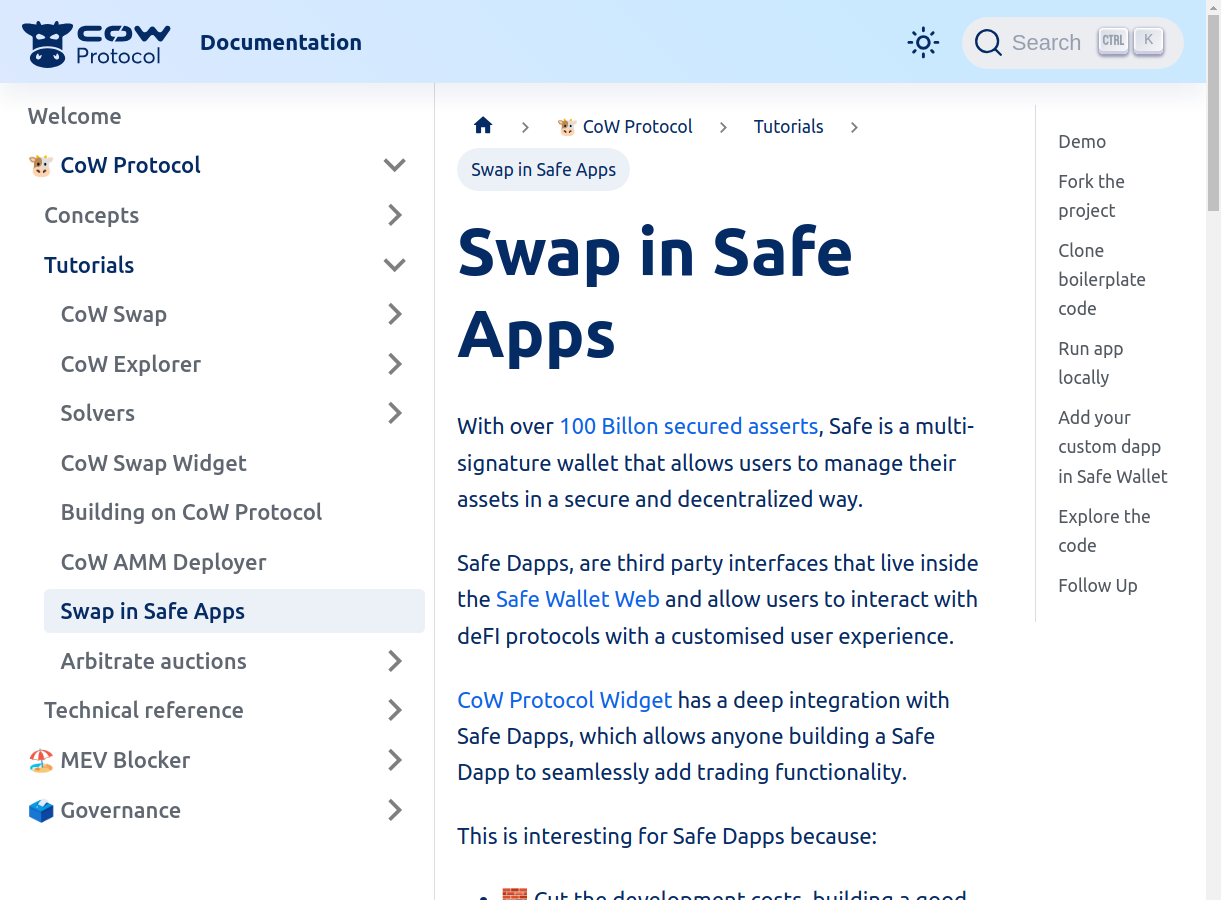 COW
Protocol
Documentation
Search CTRL K
Welcome
CoW Protocol
Concepts
Tutorials
CoW Swap
CoW Explorer
Solvers
CoW Swap Widget
Building on CoW Protocol
CoW AMM Deployer
Swap in Safe Apps
Arbitrate auctions
Technical reference
MEV Blocker
Governance
CoW Protocol
Tutorials
Swap in Safe Apps
Swap in Safe
Apps
With over 100 Billon secured asserts, Safe is a multi-
signature wallet that allows users to manage their
assets in a secure and decentralized way.
Safe Dapps, are third party interfaces that live inside
the Safe Wallet Web and allow users to interact with
deFI protocols with a customised user experience.
CoW Protocol Widget has a deep integration with
Safe Dapps, which allows anyone building a Safe
Dapp to seamlessly add trading functionality.
This is interesting for Safe Dapps because:
Cut the development costs, building a good
Demo
Fork the
project
Clone
boilerplate
code
Run app
locally
Add your
custom dapp
in Safe Wallet
Explore the
code
Follow Up